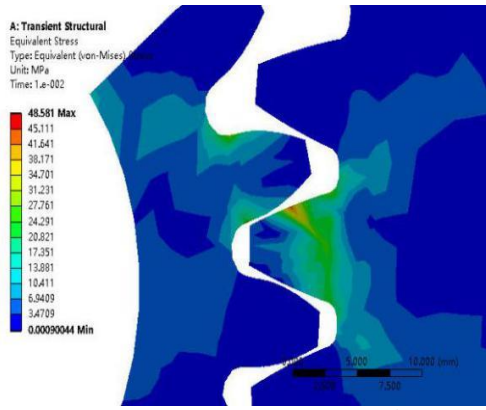 A: Transient Structural
Equivalent Stress
Type: Equivalent (von-Mises)
Unit: MPa
Time: 1.e-002
48.581 Max
45.111
41.641
38.171
34.701
31.231
27.761
24.291
20.821
17.351
13.881
10.411
6.9409
3.4709
0.00090044 Min
5.000
10.000 (mm)
7.500